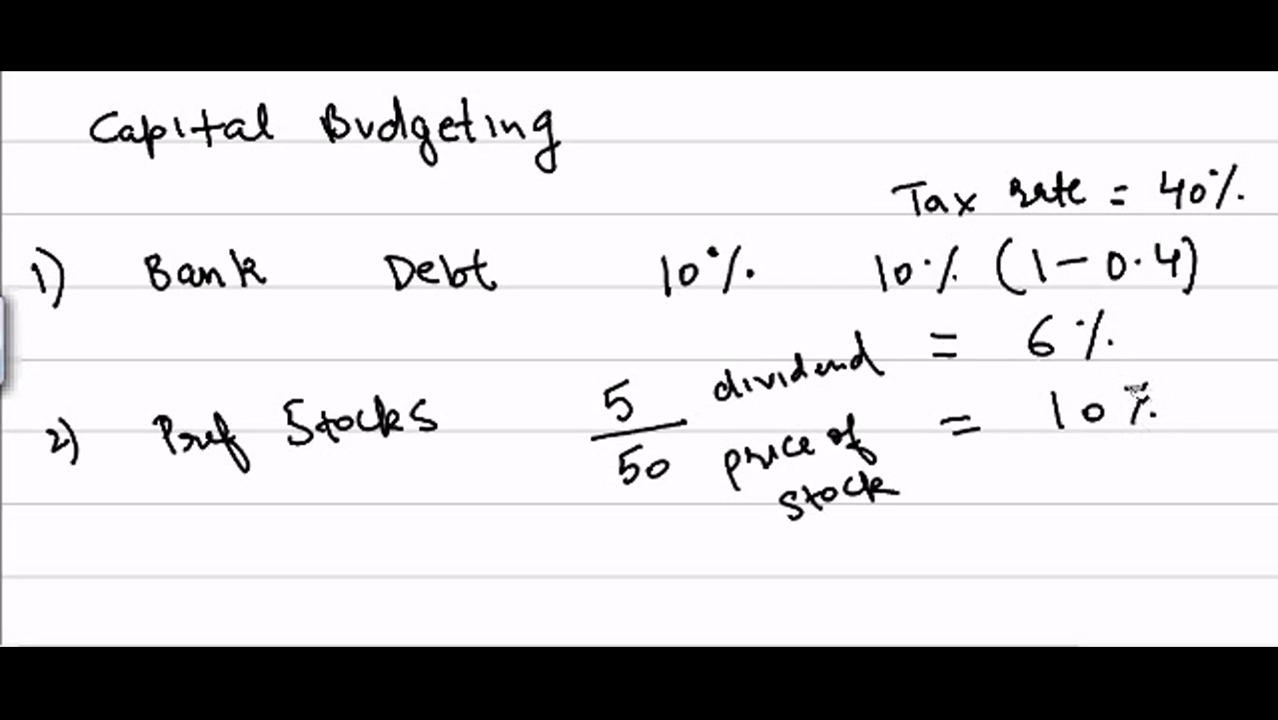 Capital Budgeting
Tax rate = 40%.
1) Bank Debt 10%. 10% (1-0.4)
= 6%.
2) Pref Stocks 5/50 dividend / price of stock = 10%.